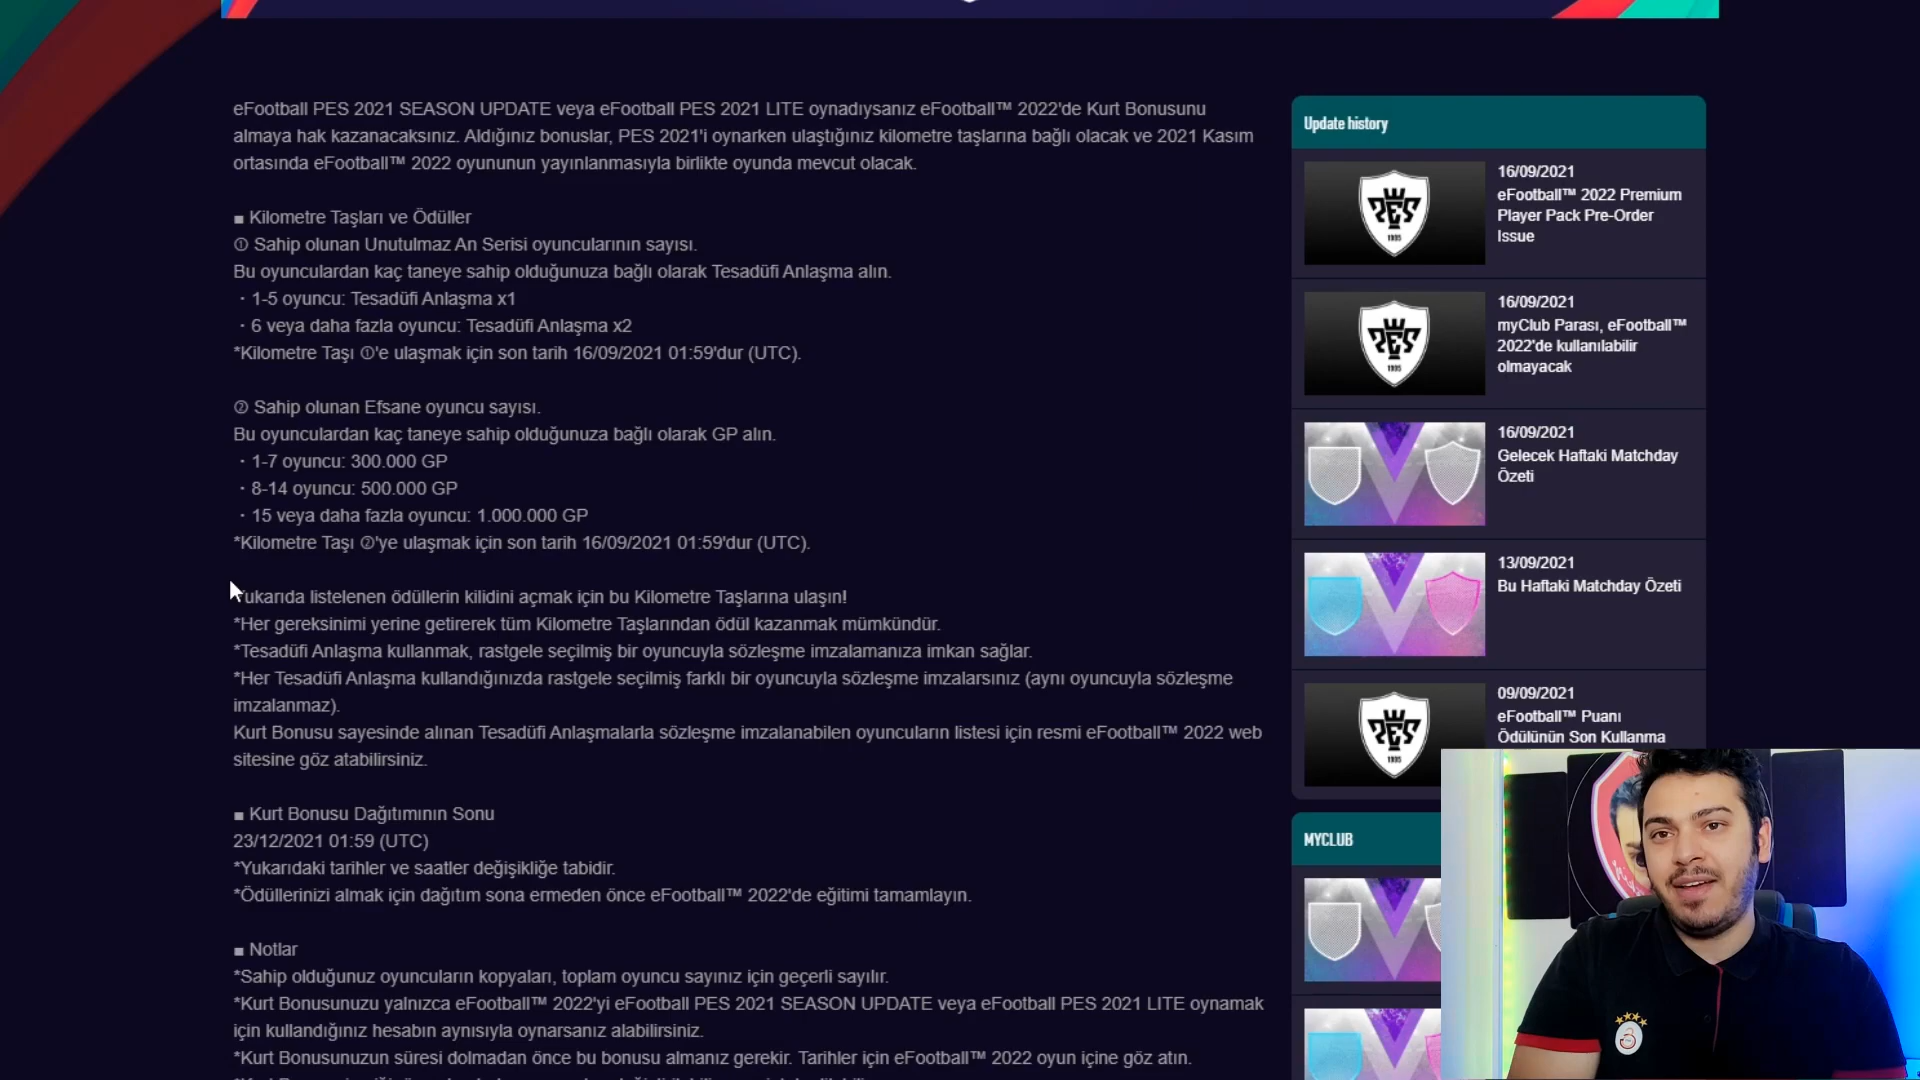 eFootball PES 2021 SEASON UPDATE veya eFootball PES 2021 LITE oynadıysanız eFootball™ 2022'de Kurt Bonusunu
almaya hak kazanacaksınız. Aldığınız bonuslar, PES 2021'i oynarken ulaştığınız kilometre taşlarına bağlı olacak ve 2021 Kasım
ortasında eFootball™ 2022 oyununun yayınlanmasıyla birlikte oyunda mevcut olacak.
■ Kilometre Taşları ve Ödüller
① Sahip olunan Unutulmaz An Serisi oyuncularının sayısı.
Bu oyunculardan kaç taneye sahip olduğunuza bağlı olarak Tesadüfi Anlaşma alın.
・1-5 oyuncu: Tesadüfi Anlaşma x1
・6 veya daha fazla oyuncu: Tesadüfi Anlaşma x2
*Kilometre Taşı ①'e ulaşmak için son tarih 16/09/2021 01:59'dur (UTC).
② Sahip olunan Efsane oyuncu sayısı.
Bu oyunculardan kaç taneye sahip olduğunuza bağlı olarak GP alın.
・1-7 oyuncu: 300.000 GP
・8-14 oyuncu: 500.000 GP
・15 veya daha fazla oyuncu: 1.000.000 GP
*Kilometre Taşı ②'ye ulaşmak için son tarih 16/09/2021 01:59'dur (UTC).
Yukarıda listelenen ödüllerin kilidini açmak için bu Kilometre Taşlarına ulaşın!
*Her gereksinimi yerine getirerek tüm Kilometre Taşlarından ödül kazanmak mümkündür.
*Tesadüfi Anlaşma kullanmak, rastgele seçilmiş bir oyuncuyla sözleşme imzalamanıza imkan sağlar.
*Her Tesadüfi Anlaşma kullandığınızda rastgele seçilmiş farklı bir oyuncuyla sözleşme imzalarsınız (aynı oyuncuyla sözleşme
imzalanmaz).
Kurt Bonusu sayesinde alınan Tesadüfi Anlaşmalarla sözleşme imzalanabilen oyuncuların listesi için resmi eFootball™ 2022 web
sitesine göz atabilirsiniz.
■ Kurt Bonusu Dağıtımının Sonu
23/12/2021 01:59 (UTC)
*Yukarıdaki tarihler ve saatler değişikliğe tabidir.
*Ödüllerinizi almak için dağıtım sona ermeden önce eFootball™ 2022'de eğitimi tamamlayın.
■ Notlar
*Sahip olduğunuz oyuncuların kopyaları, toplam oyuncu sayınız için geçerli sayılır.
*Kurt Bonusunuzu yalnızca eFootball™ 2022'yi eFootball PES 2021 SEASON UPDATE veya eFootball PES 2021 LITE oynamak
için kullandığınız hesabın aynısıyla oynarsanız alabilirsiniz.
*Kurt Bonusunuzun süresi dolmadan önce bu bonusu almanız gerekir. Tarihler için eFootball™ 2022 oyun içine göz atın.
Update history
16/09/2021
eFootball™ 2022 Premium
Player Pack Pre-Order
Issue
PES
1995
16/09/2021
myClub Parası, eFootball™
2022'de kullanılabilir
olmayacak
PES
1995
16/09/2021
Gelecek Haftaki Matchday
Özeti
13/09/2021
Bu Haftaki Matchday Özeti
09/09/2021
eFootball™ Puanı
Ödülünün Son Kullanma
PES
1995
MYCLUB